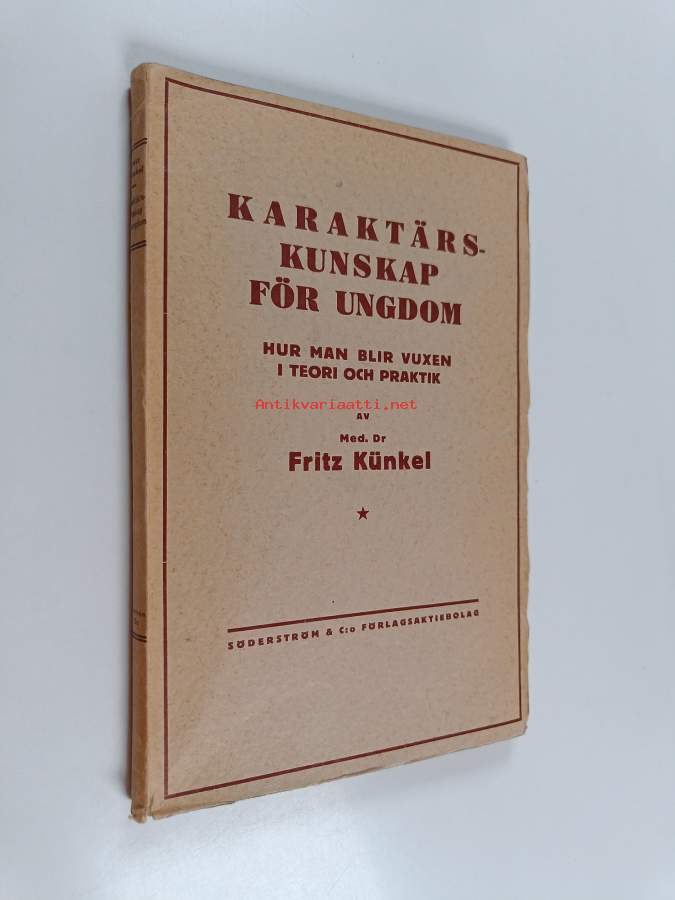 KARAKTÄRS-
KUNSKAP
FÖR UNGDOM
HUR MAN BLIR VUXEN
I TEORI OCH PRAKTIK
Antikvariaatti.net
AV
Med. Dr
Fritz Künkel
SÖDERSTRÖM & C:o FÖRLAGSAKTIEBOLAG